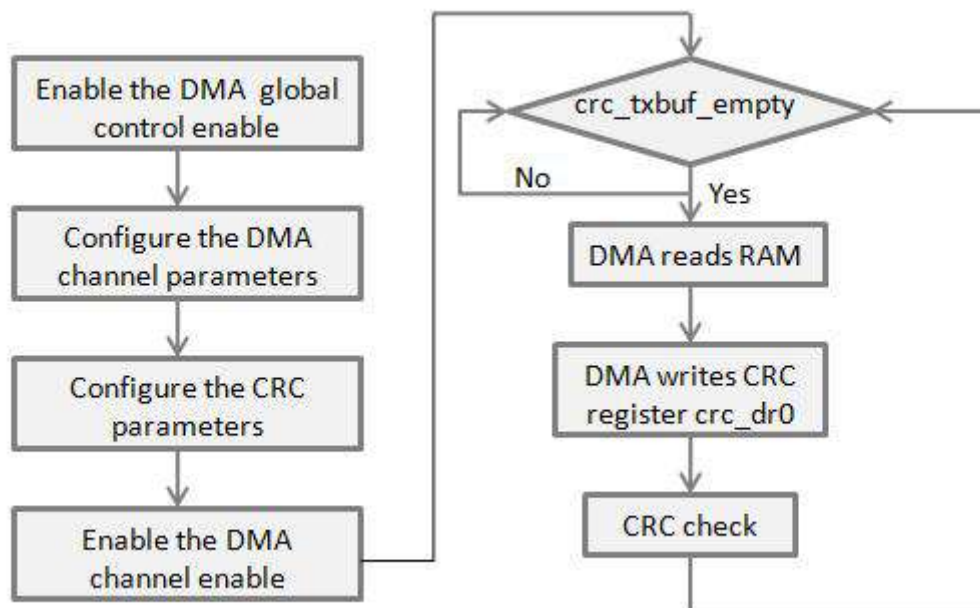 Enable the DMA global
control enable
Configure the DMA
channel parameters
Configure the CRC
parameters
Enable the DMA
channel enable
crc_txbuf_empty
No
Yes
DMA reads RAM
DMA writes CRC
register crc_dr0
CRC check